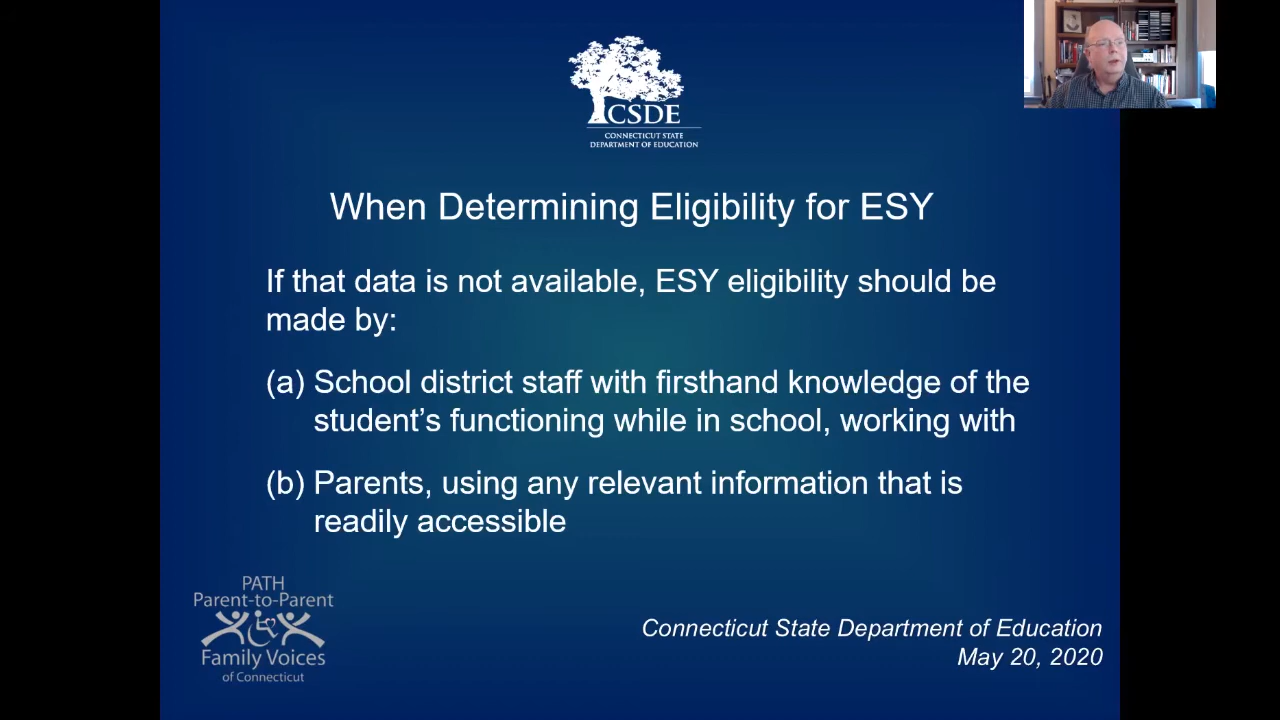 CSDE
CONNECTICUT STATE
DEPARTMENT OF EDUCATION
When Determining Eligibility for ESY
If that data is not available, ESY eligibility should be
made by:
(a) School district staff with firsthand knowledge of the
student’s functioning while in school, working with
(b) Parents, using any relevant information that is
readily accessible
PATH
Parent-to-Parent
Family Voices
of Connecticut
Connecticut State Department of Education
May 20, 2020